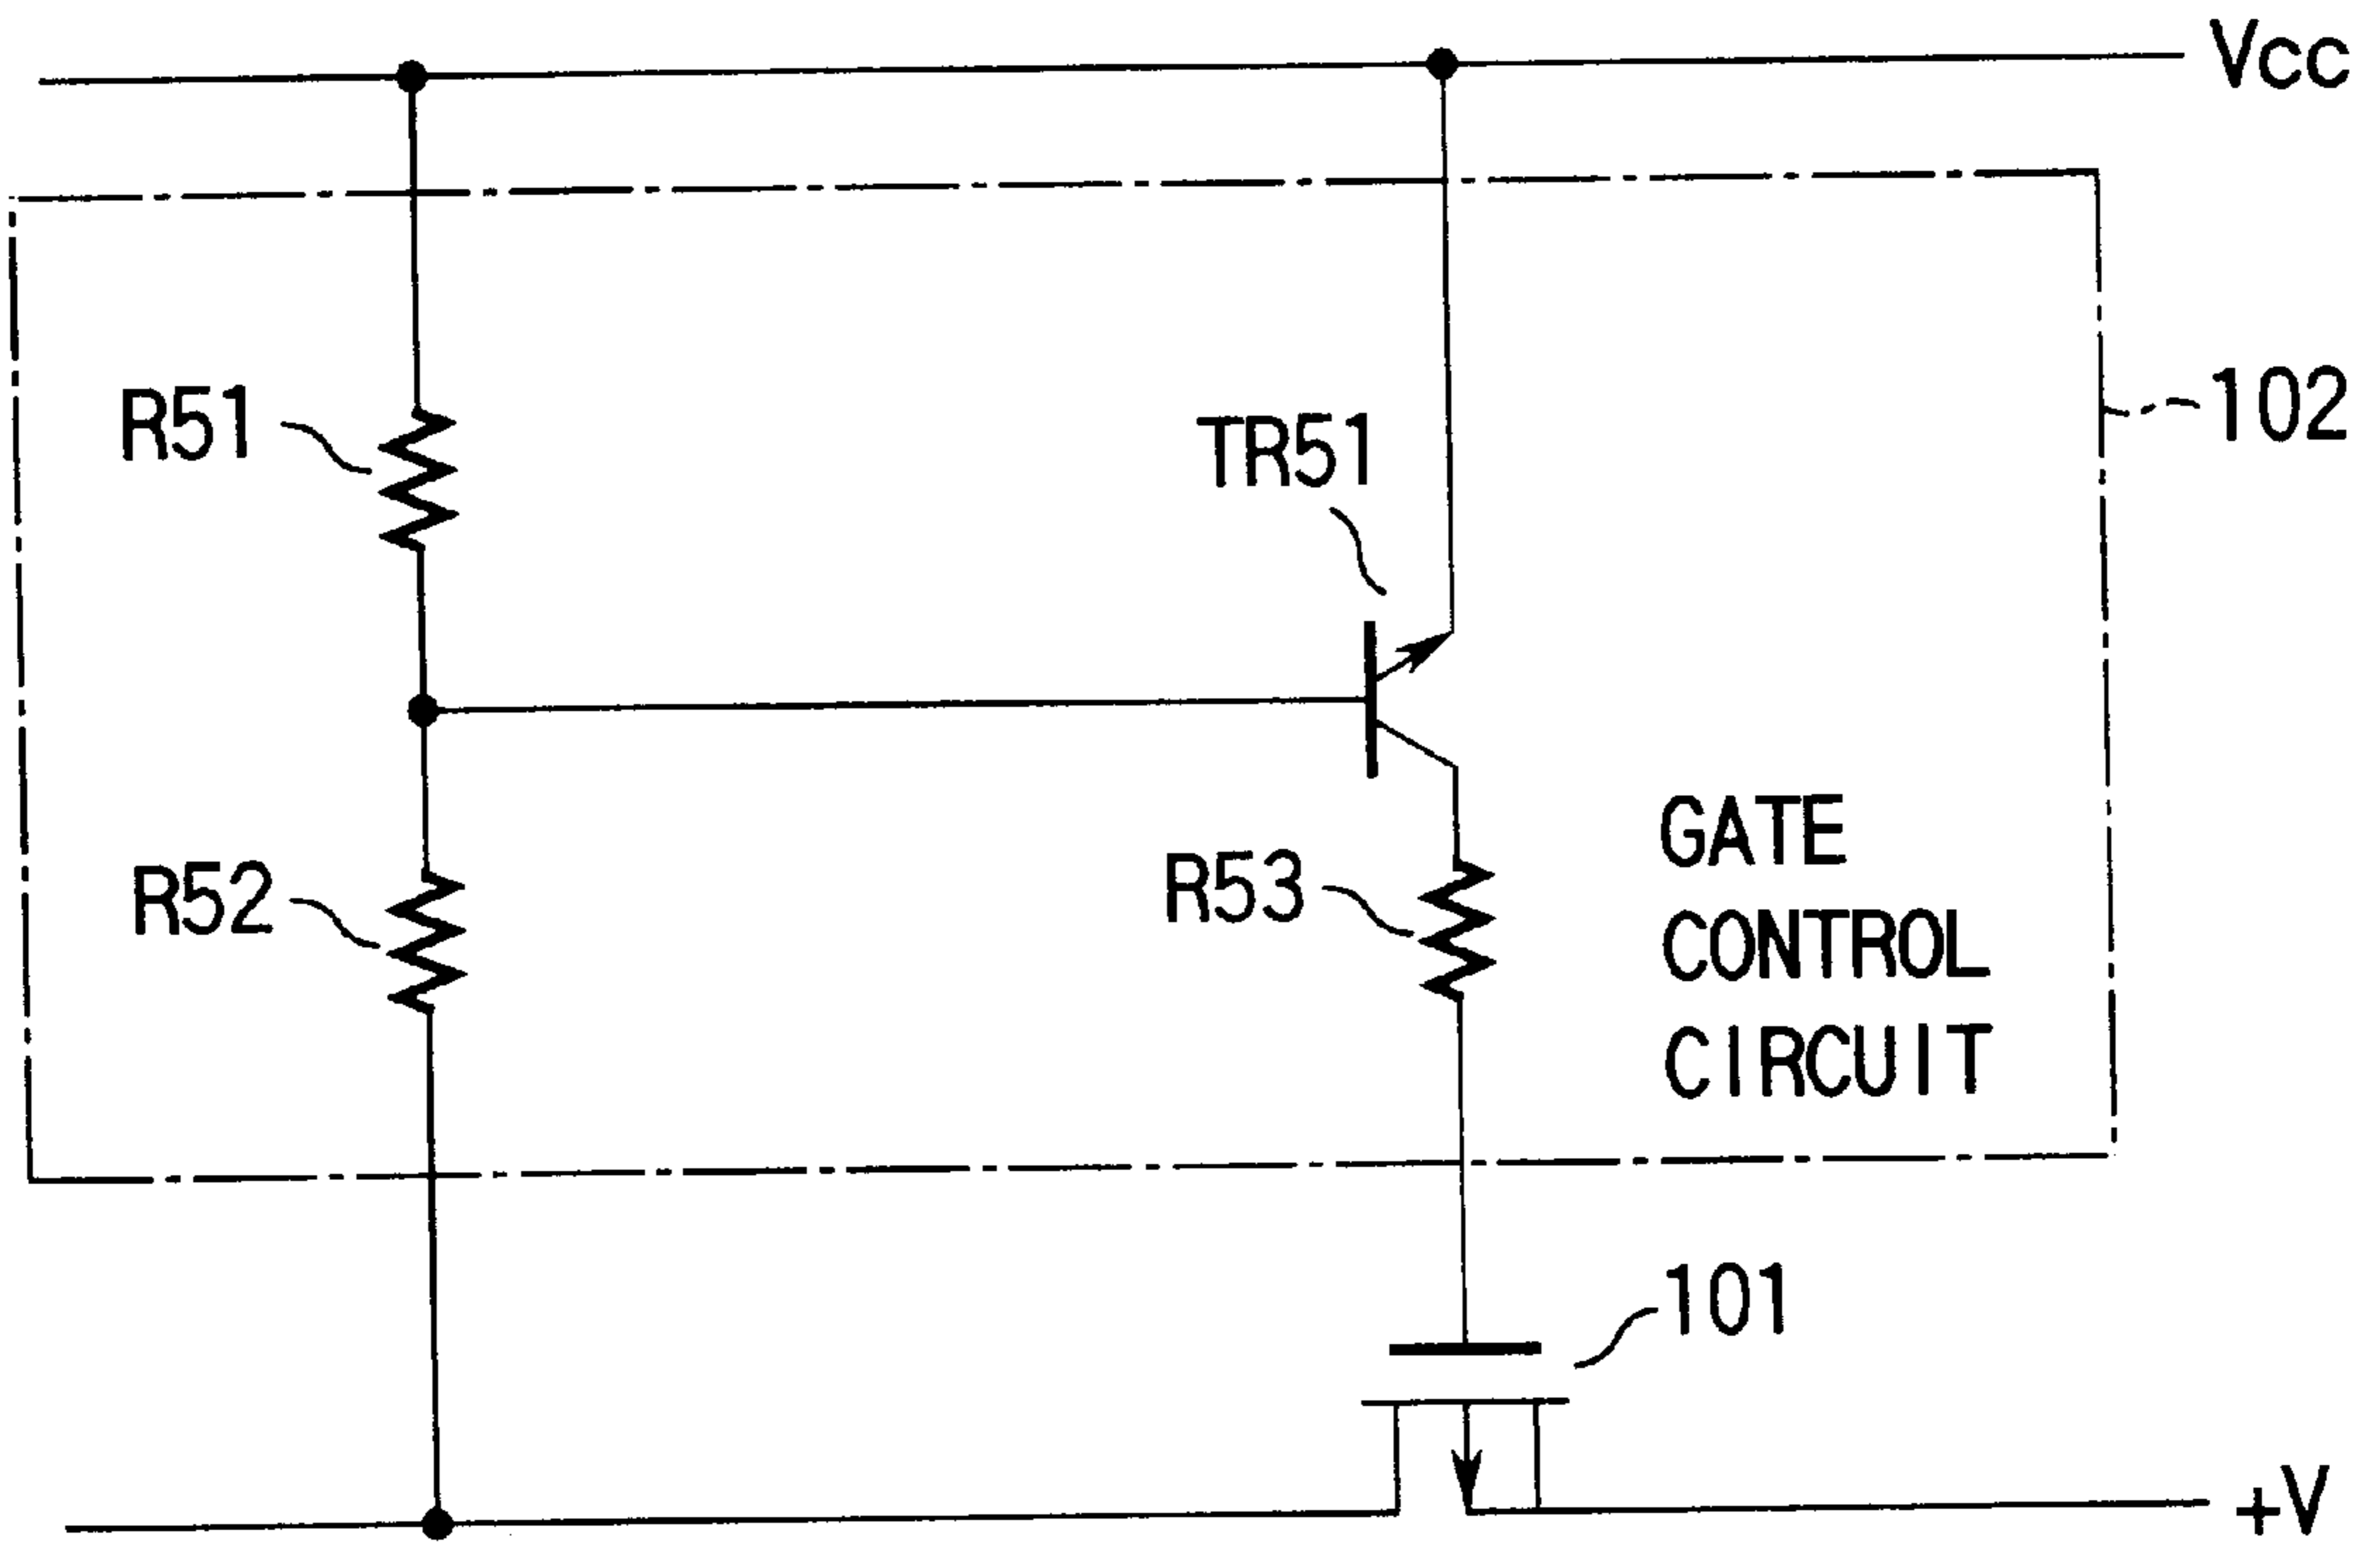 Vcc
102
R51
TR51
R52
R53
GATE
CONTROL
CIRCUIT
101
+V